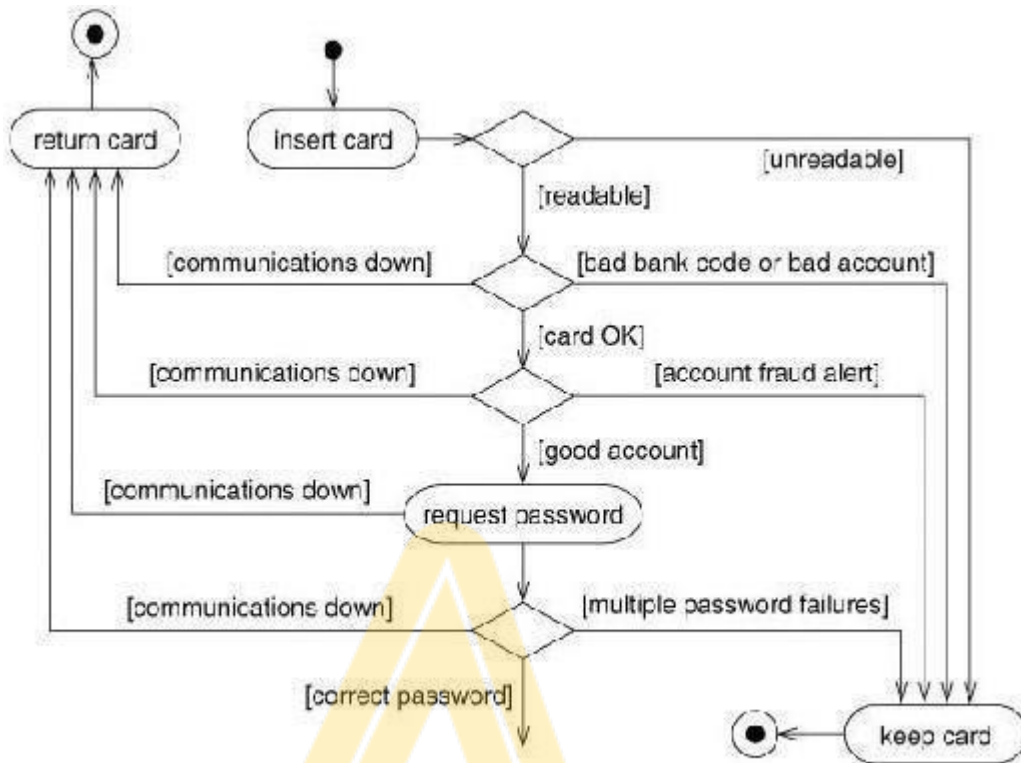 return card
insert card
[unreadable]
[readable]
[communications down]
[bad bank code or bad account]
[card OK]
[communications down]
[account fraud alert]
[good account]
[communications down]
request password
[communications down]
[multiple password failures]
[correct password]
keep card